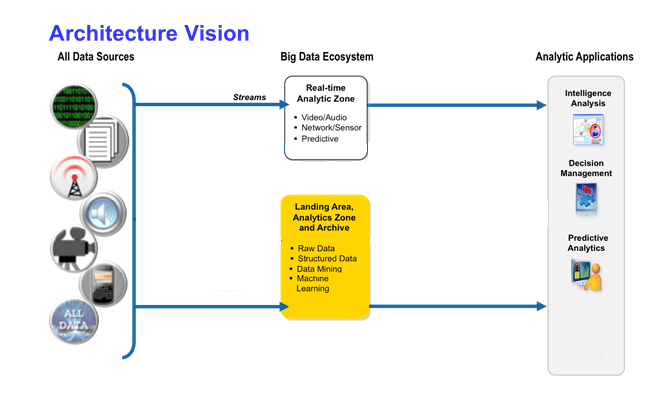 Architecture Vision
All Data Sources
Big Data Ecosystem
Analytic Applications
Streams
Real-time
Analytic Zone
Video/Audio
Network/Sensor
Predictive
Landing Area,
Analytics Zone
and Archive
Raw Data
Structured Data
Data Mining
Machine
Learning
Intelligence
Analysis
Decision
Management
Predictive
Analytics
ALL
DATA